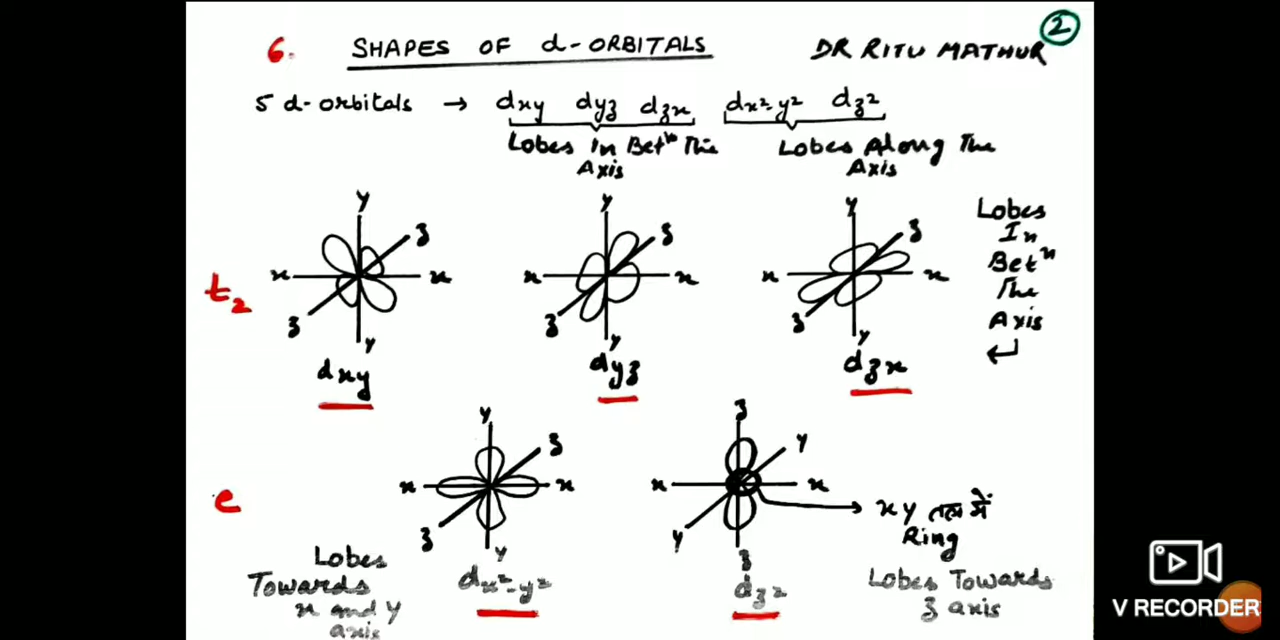 2
6. SHAPES OF d-ORBITALS DR RITU MATHUR
5 d-orbitals → dxy dyz dzx dx²-y² dz²
Lobes In Betⁿ The Axis
Lobes Along The Axis
t₂
y
z
x x
z
y
dxy
y
z
x x
z
y
dyz
y
z
x x
z
y
dzx
Lobes
In
Betⁿ
The
Axis
e
y
z
x x
z
y
dx²-y²
Lobes
Towards
x and y
axis
z
y
x x
y
z
dz²
xy तल में
Ring
Lobes Towards
z axis
V RECORDER